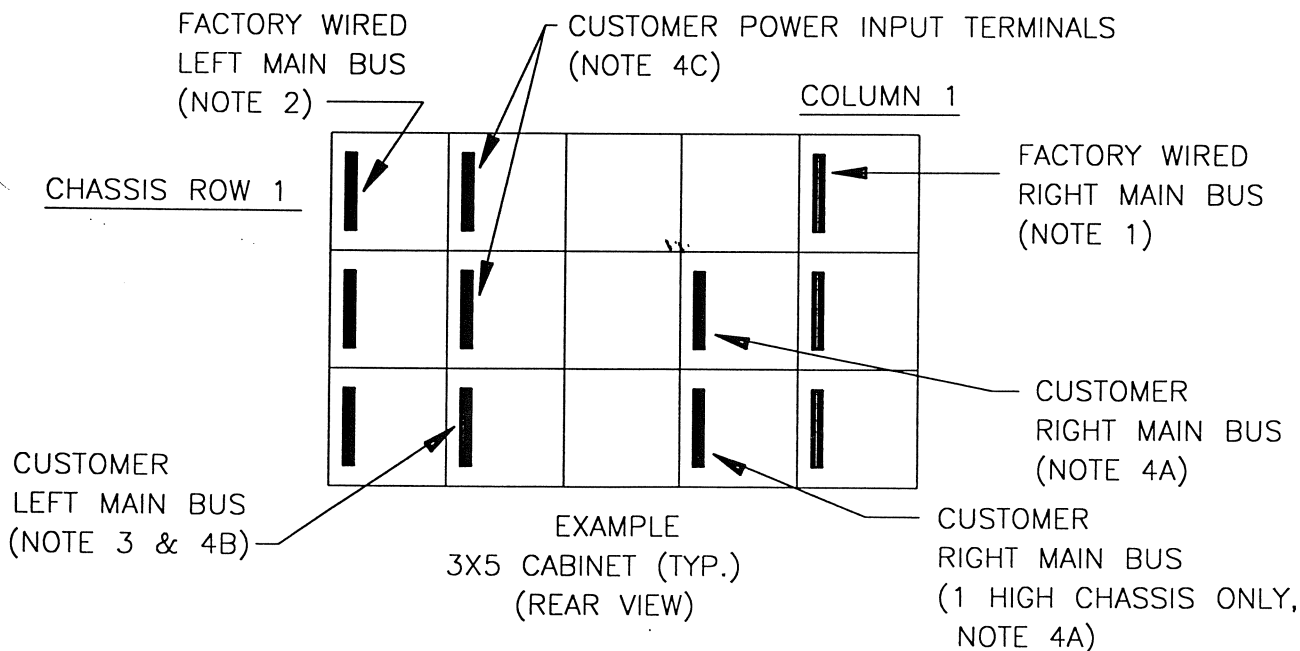 FACTORY WIRED
LEFT MAIN BUS
(NOTE 2)
CUSTOMER POWER INPUT TERMINALS
(NOTE 4C)
COLUMN 1
CHASSIS ROW 1
FACTORY WIRED
RIGHT MAIN BUS
(NOTE 1)
CUSTOMER
RIGHT MAIN BUS
(NOTE 4A)
CUSTOMER
LEFT MAIN BUS
(NOTE 3 & 4B)
EXAMPLE
3X5 CABINET (TYP.)
(REAR VIEW)
CUSTOMER
RIGHT MAIN BUS
(1 HIGH CHASSIS ONLY,
NOTE 4A)